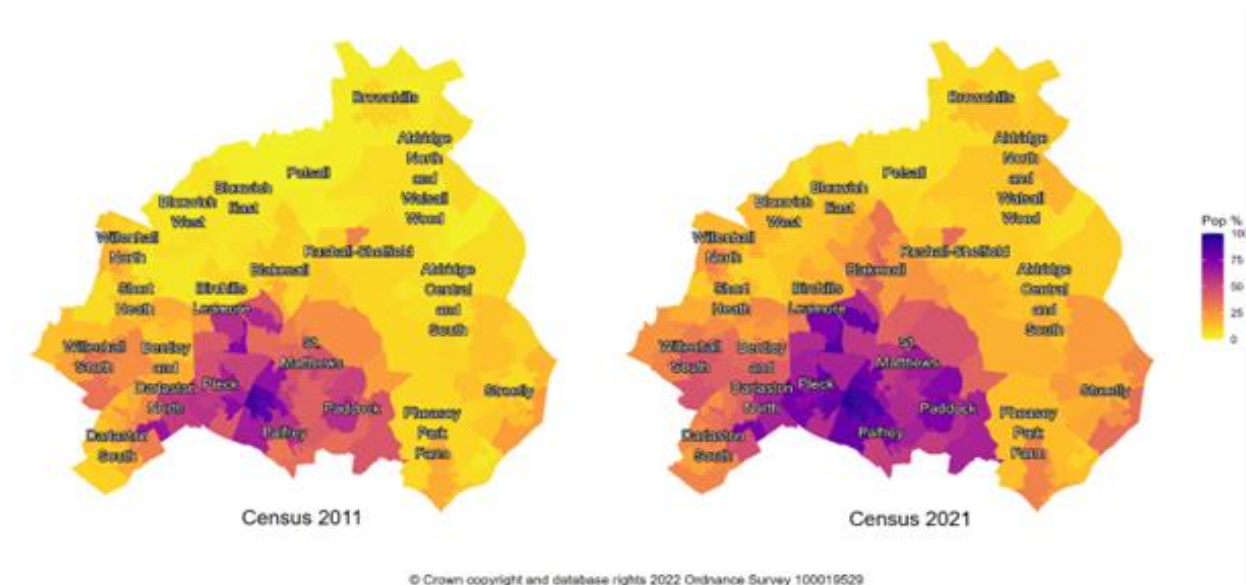 Brownhills
Aldridge
North
and
Walsall
Wood
Pelsall
Bloxwich
East
Bloxwich
West
Willenhall
North
Rushall-Shelfield
Blakenall
Short
Heath
Birchills
Leamore
Aldridge
Central
and
South
St.
Matthews
Willenhall
South
Bentley
and
Darlaston
North
Pleck
Paddock
Streetly
Pheasey
Park
Farm
Palfrey
Darlaston
South
Census 2011
Brownhills
Aldridge
North
and
Walsall
Wood
Pelsall
Bloxwich
East
Bloxwich
West
Willenhall
North
Rushall-Shelfield
Blakenall
Short
Heath
Birchills
Leamore
Aldridge
Central
and
South
St.
Matthews
Willenhall
South
Bentley
and
Darlaston
North
Pleck
Paddock
Streetly
Pheasey
Park
Farm
Palfrey
Darlaston
South
Census 2021
Pop %
100
75
50
25
0
© Crown copyright and database rights 2022 Ordnance Survey 100019529